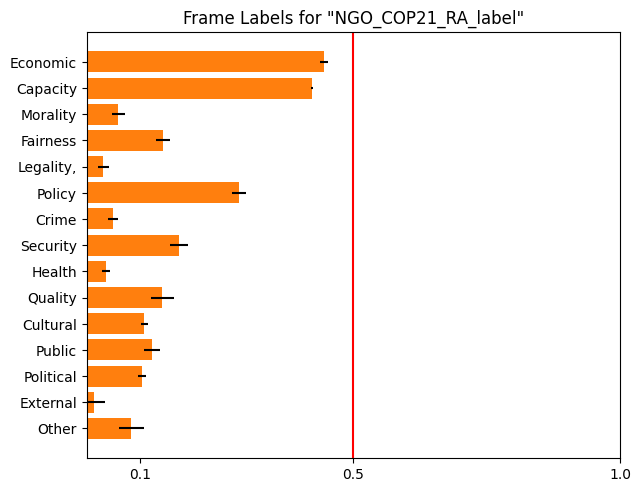 Frame Labels for "NGO_COP21_RA_label"
Economic
Capacity
Morality
Fairness
Legality,
Policy
Crime
Security
Health
Quality
Cultural
Public
Political
External
Other
0.1 0.5 1.0